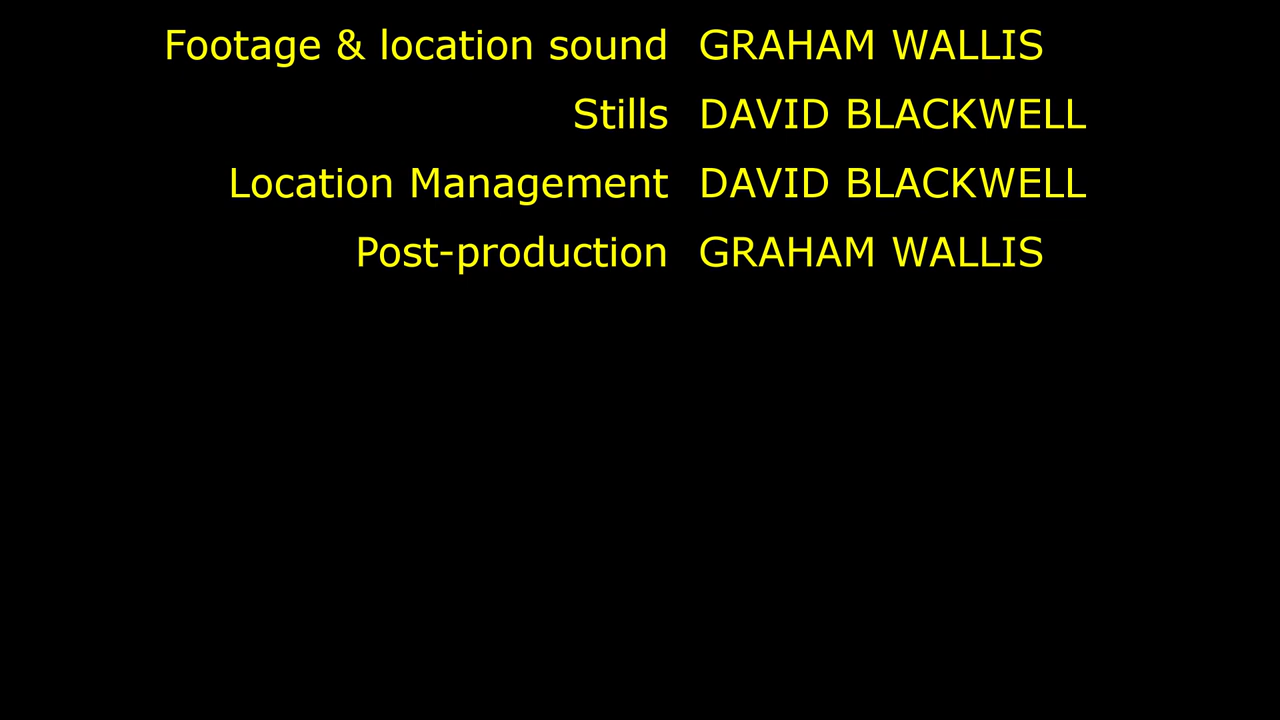 Footage & location sound GRAHAM WALLIS
Stills DAVID BLACKWELL
Location Management DAVID BLACKWELL
Post-production GRAHAM WALLIS